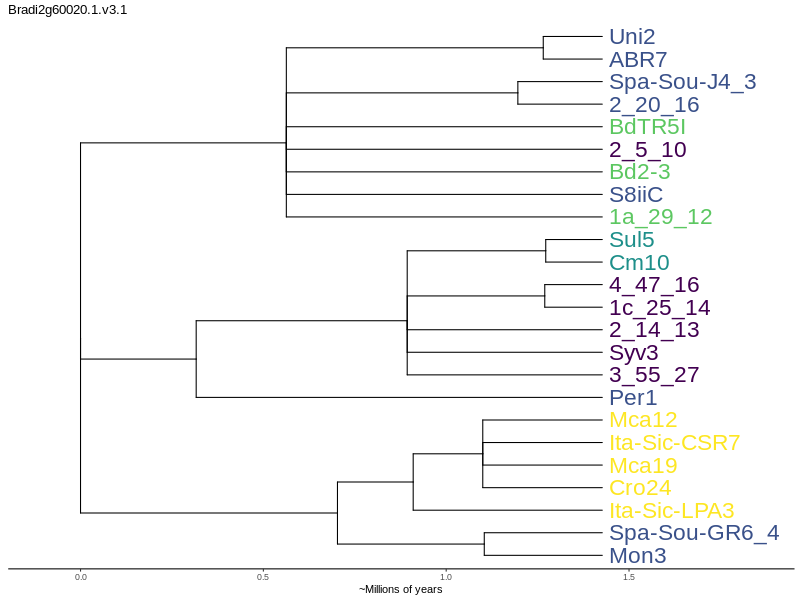 Bradi2g60020.1.v3.1
Uni2
ABR7
Spa-Sou-J4_3
2_20_16
BdTR5I
2_5_10
Bd2-3
S8iiC
1a_29_12
Sul5
Cm10
4_47_16
1c_25_14
2_14_13
Syv3
3_55_27
Per1
Mca12
Ita-Sic-CSR7
Mca19
Cro24
Ita-Sic-LPA3
Spa-Sou-GR6_4
Mon3
0.0 0.5 1.0 1.5
~Millions of years